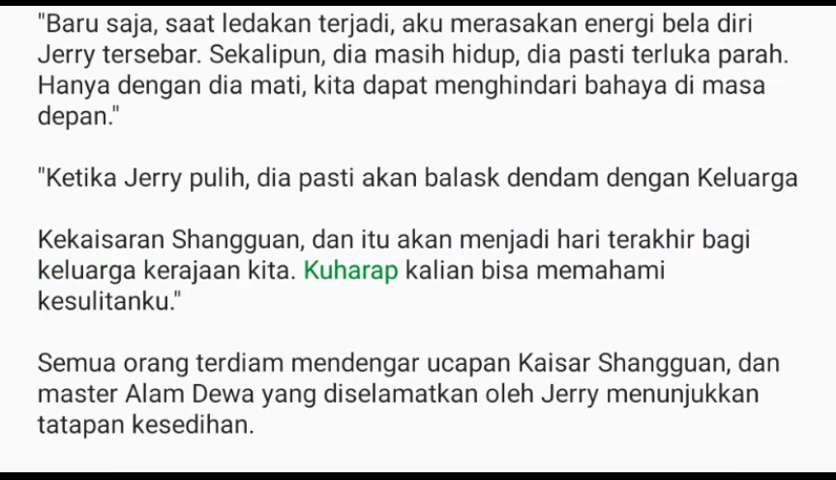 "Baru saja, saat ledakan terjadi, aku merasakan energi bela diri
Jerry tersebar. Sekalipun, dia masih hidup, dia pasti terluka parah.
Hanya dengan dia mati, kita dapat menghindari bahaya di masa
depan."
"Ketika Jerry pulih, dia pasti akan balask dendam dengan Keluarga
Kekaisaran Shangguan, dan itu akan menjadi hari terakhir bagi
keluarga kerajaan kita. Kuharap kalian bisa memahami
kesulitanku."
Semua orang terdiam mendengar ucapan Kaisar Shangguan, dan
master Alam Dewa yang diselamatkan oleh Jerry menunjukkan
tatapan kesedihan.